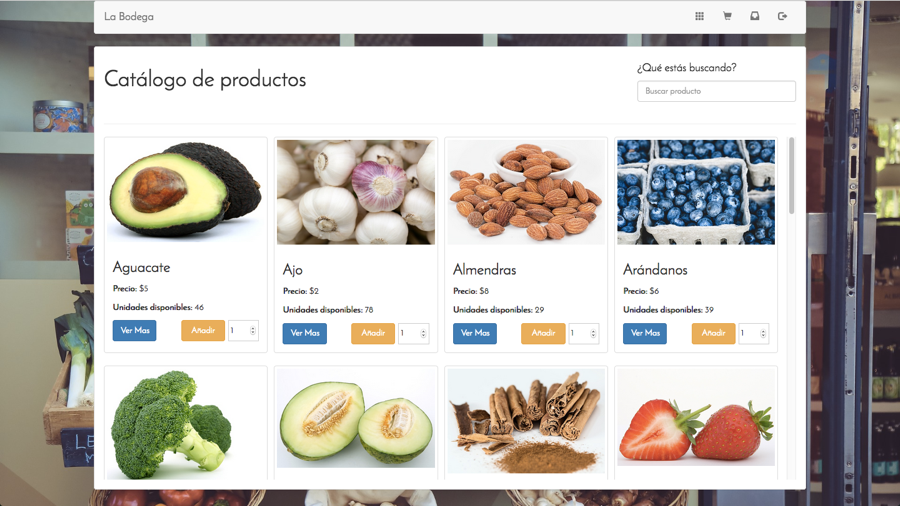 La Bodega
Catálogo de productos
¿Qué estás buscando?
Buscar producto
Aguacate
Precio: $5
Unidades disponibles: 46
Ver Mas Añadir 1
Ajo
Precio: $2
Unidades disponibles: 78
Ver Mas Añadir 1
Almendras
Precio: $8
Unidades disponibles: 29
Ver Mas Añadir 1
Arándanos
Precio: $6
Unidades disponibles: 39
Ver Mas Añadir 1